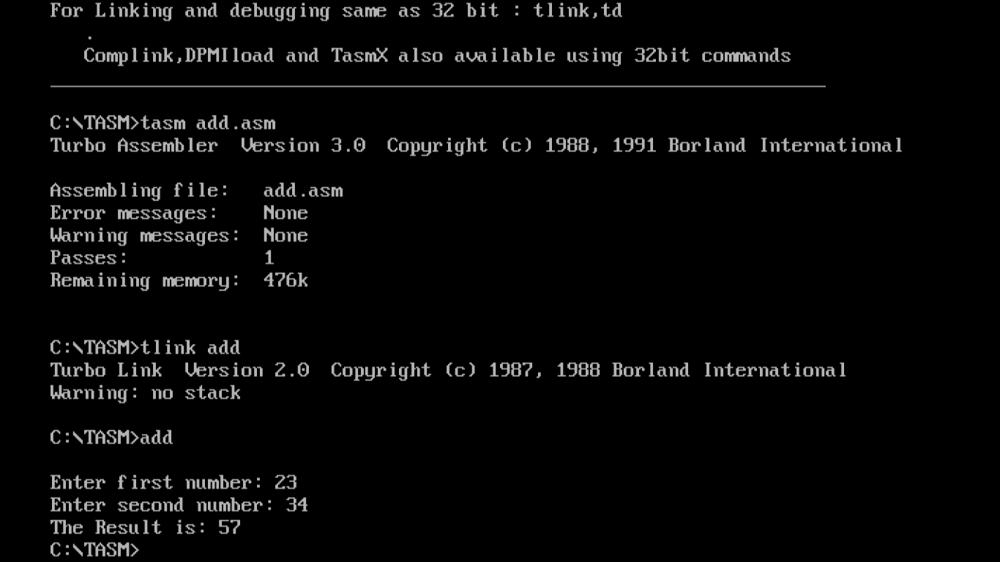 For Linking and debugging same as 32 bit : tlink,td
.
Complink,DPMIload and TasmX also available using 32bit commands
C:\TASM>tasm add.asm
Turbo Assembler  Version 3.0  Copyright (c) 1988, 1991 Borland International
Assembling file:   add.asm
Error messages:    None
Warning messages:  None
Passes:            1
Remaining memory:  476k
C:\TASM>tlink add
Turbo Link  Version 2.0  Copyright (c) 1987, 1988 Borland International
Warning: no stack
C:\TASM>add
Enter first number: 23
Enter second number: 34
The Result is: 57
C:\TASM>